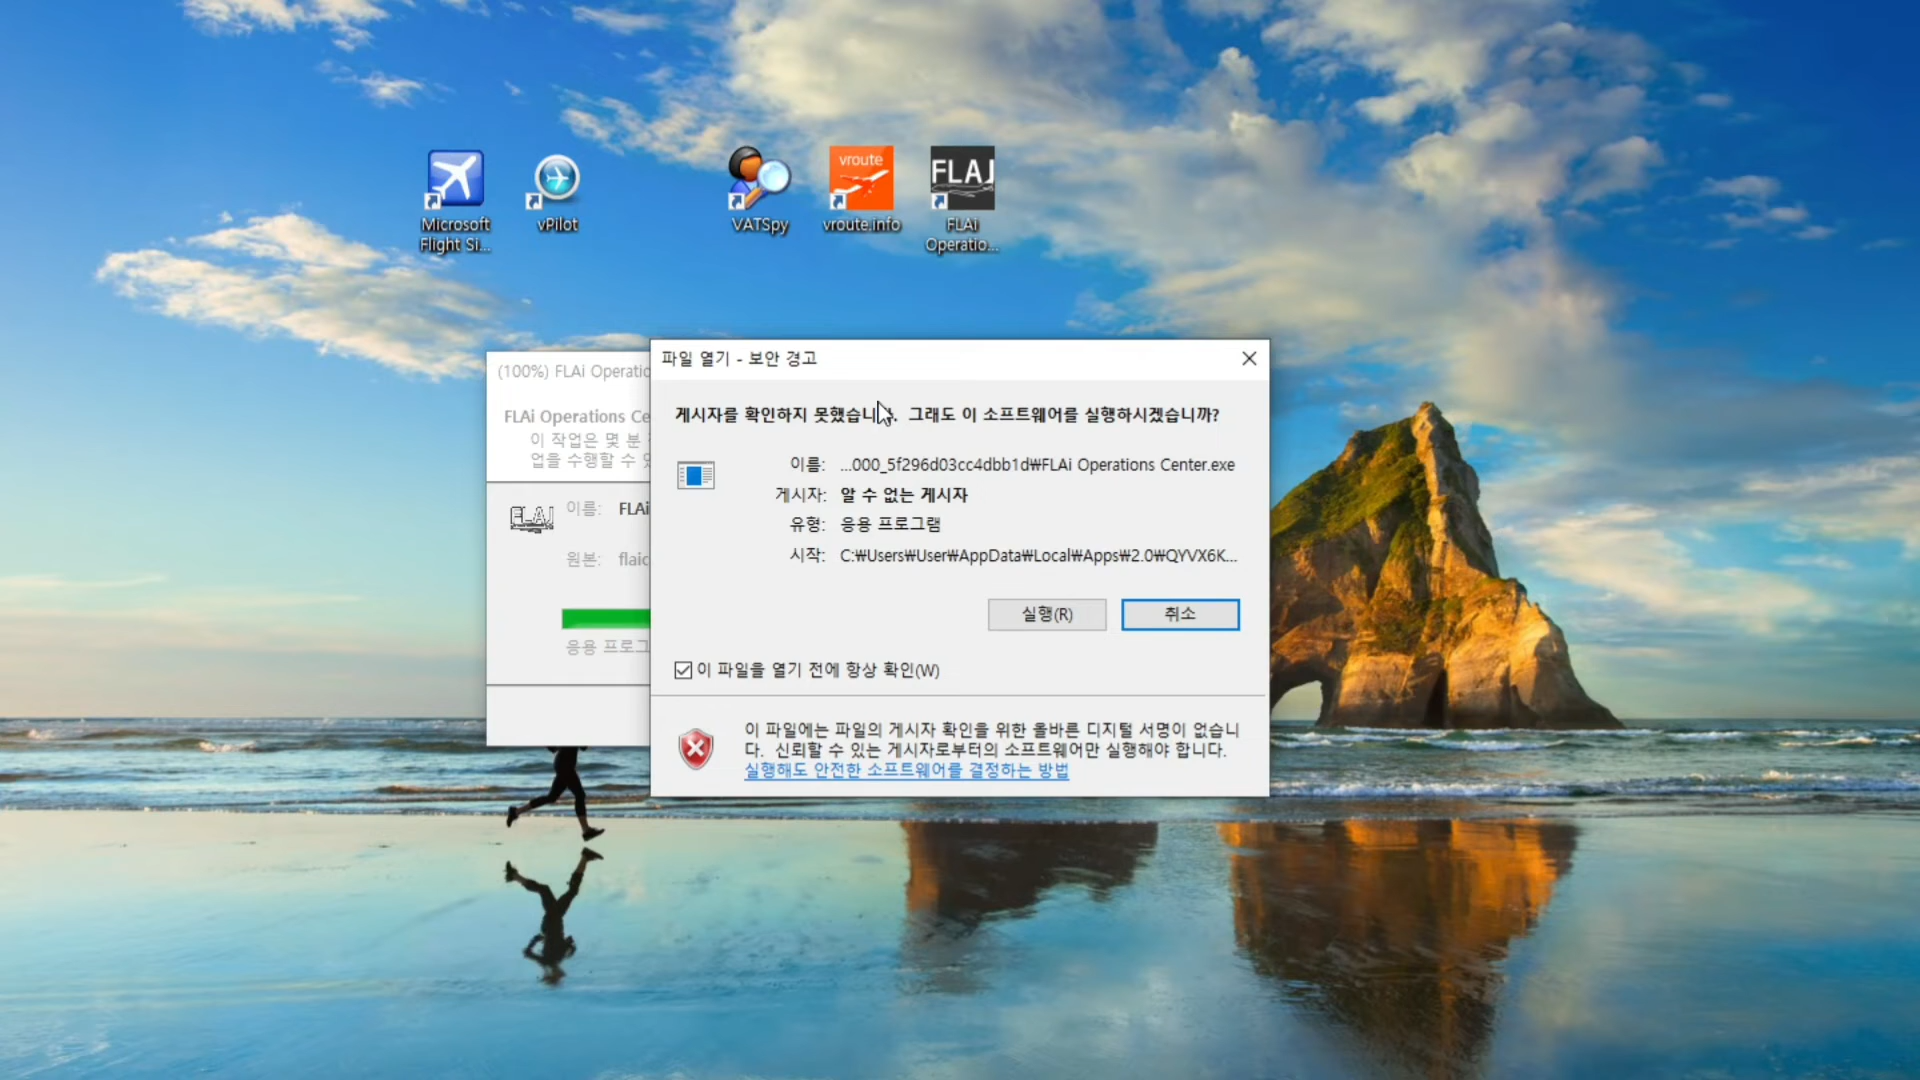 vroute
FLAi
Microsoft
Flight Si...
vPilot
VATSpy
vroute.info
FLAi
Operatio...
(100%) FLAi Operatio
FLAi Operations Ce
이 작업은 몇 분
업을 수행할 수
FLAi
이름: FLAi
원본: flaic
응용 프로그
파일 열기 - 보안 경고
게시자를 확인하지 못했습니다. 그래도 이 소프트웨어를 실행하시겠습니까?
이름: ...000_5f296d03cc4dbb1d₩FLAi Operations Center.exe
게시자: 알 수 없는 게시자
유형: 응용 프로그램
시작: C:₩Users₩User₩AppData₩Local₩Apps₩2.0₩QYVX6K...
실행(R)
취소
이 파일을 열기 전에 항상 확인(W)
이 파일에는 파일의 게시자 확인을 위한 올바른 디지털 서명이 없습니
다. 신뢰할 수 있는 게시자로부터의 소프트웨어만 실행해야 합니다.
실행해도 안전한 소프트웨어를 결정하는 방법